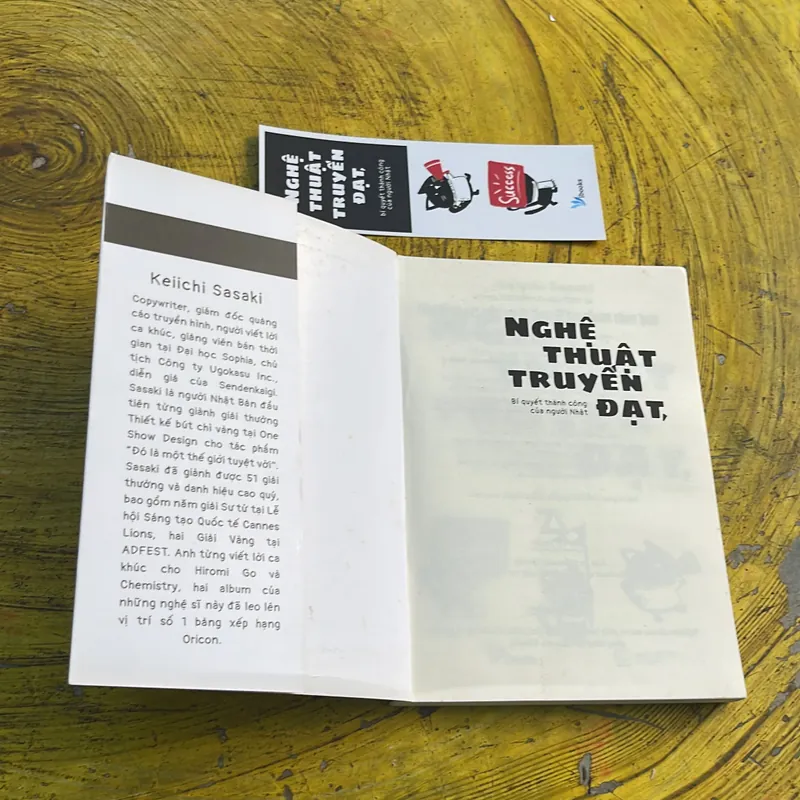 NGHỆ
THUẬT
TRUYỀN
ĐẠT,
bí quyết thành công
của người Nhật
Success
books
Keiichi Sasaki
Copywriter, giám đốc quảng
cáo truyền hình, người viết lời
ca khúc, giảng viên bán thời
gian tại Đại học Sophia, chủ
tịch Công ty Ugokasu Inc.,
diễn giả của Sendenkaigi.
Sasaki là người Nhật Bản đầu
tiên từng giành giải thưởng
Thiết kế bút chì vàng tại One
Show Design cho tác phẩm
"Đó là một thế giới tuyệt vời".
Sasaki đã giành được 51 giải
thưởng và danh hiệu cao quý,
bao gồm năm giải Sư tử tại Lễ
hội Sáng tạo Quốc tế Cannes
Lions, hai Giải Vàng tại
ADFEST. Anh từng viết lời ca
khúc cho Hiromi Go và
Chemistry, hai album của
những nghệ sĩ này đã leo lên
vị trí số 1 bảng xếp hạng
Oricon.
NGHỆ
THUẬT
TRUYỀN
Bí quyết thành công
của người Nhật
ĐẠT,